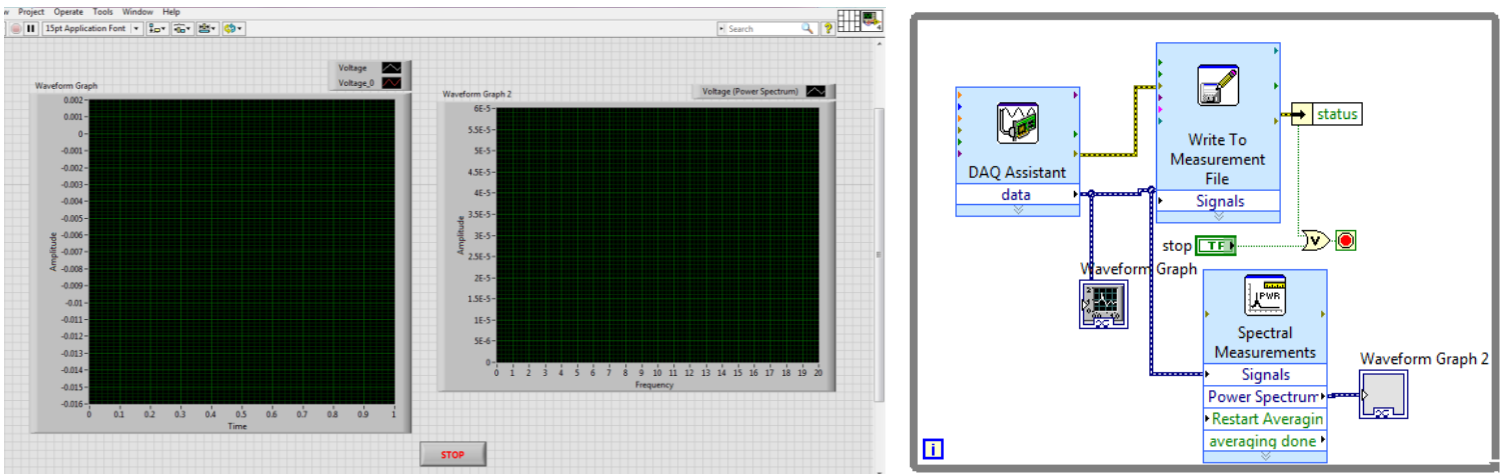 w Project Operate Tools Window Help
15pt Application Font
Search
Waveform Graph
Voltage
Voltage_0
0.002
0.001
0
-0.001
-0.002
-0.003
-0.004
-0.005
-0.006
-0.007
-0.008
-0.009
-0.01
-0.011
-0.012
-0.013
-0.014
-0.015
-0.016
Amplitude
0 0.1 0.2 0.3 0.4 0.5 0.6 0.7 0.8 0.9 1
Time
Waveform Graph 2
Voltage (Power Spectrum)
6E-5
5.5E-5
5E-5
4.5E-5
4E-5
3.5E-5
3E-5
2.5E-5
2E-5
1.5E-5
1E-5
5E-6
0
Amplitude
0 1 2 3 4 5 6 7 8 9 10 11 12 13 14 15 16 17 18 19 20
Frequency
STOP
DAQ Assistant
data
Write To
Measurement
File
Signals
status
stop
TF
V
Waveform Graph
PWR
Spectral
Measurements
Signals
Power Spectrum
Restart Averagin
averaging done
Waveform Graph 2
i